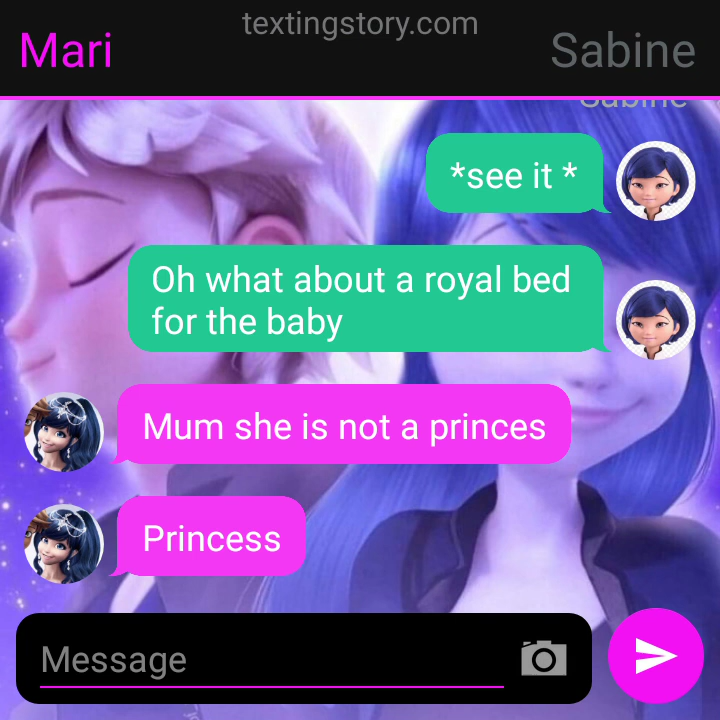 textingstory.com
Mari
Sabine
Sabine
*see it *
Oh what about a royal bed
for the baby
Mum she is not a princes
Princess
Message